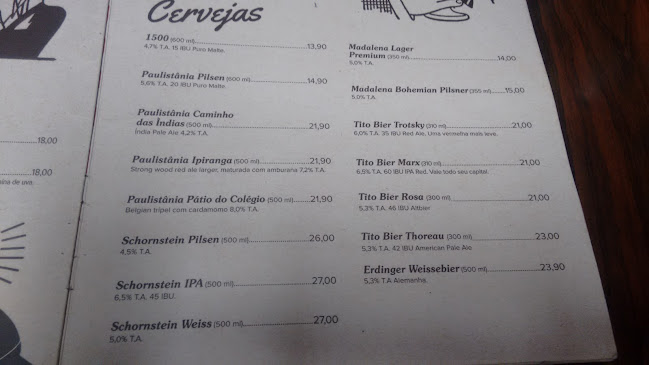 Cervejas
1500 (600 ml)..........13,90
4,7% T.A. 15 IBU Puro Malte.
Paulistânia Pilsen (600 ml)..........14,90
5,6% T.A. 20 IBU Puro Malte.
Paulistânia Caminho
das Índias (500 ml)..........21,90
India Pale Ale 4,2% T.A.
Paulistânia Ipiranga (500 ml)..........21,90
Strong wood red ale larger, maturada com amburana 7,2% T.A.
Paulistânia Pátio do Colégio (500 ml)..........21,90
Belgian tripel com cardamomo 8,0% T.A.
Schornstein Pilsen (500 ml)..........26,00
4,5% T.A.
Schornstein IPA (500 ml)..........27,00
6,5% T.A. 45 IBU.
Schornstein Weiss (500 ml)..........27,00
5,0% T.A.
Madalena Lager
Premium (350 ml)..........14,00
5,0% T.A.
Madalena Bohemian Pilsner (355 ml)..........15,00
5,0% T.A.
Tito Bier Trotsky (310 ml)..........21,00
6,0% T.A. 35 IBU Red Ale. Uma vermelha mais leve.
Tito Bier Marx (310 ml)..........21,00
6,6% T.A. 60 IBU IPA Red. Vale todo seu capital.
Tito Bier Rosa (300 ml)..........21,00
5,3% T.A. 46 IBU Altbier
Tito Bier Thoreau (300 ml)..........23,00
5,3% T.A. 42 IBU American Pale Ale
Erdinger Weissebier (500 ml)..........23,90
5,3% T.A Alemanha.
18,00
18,00
de uva.